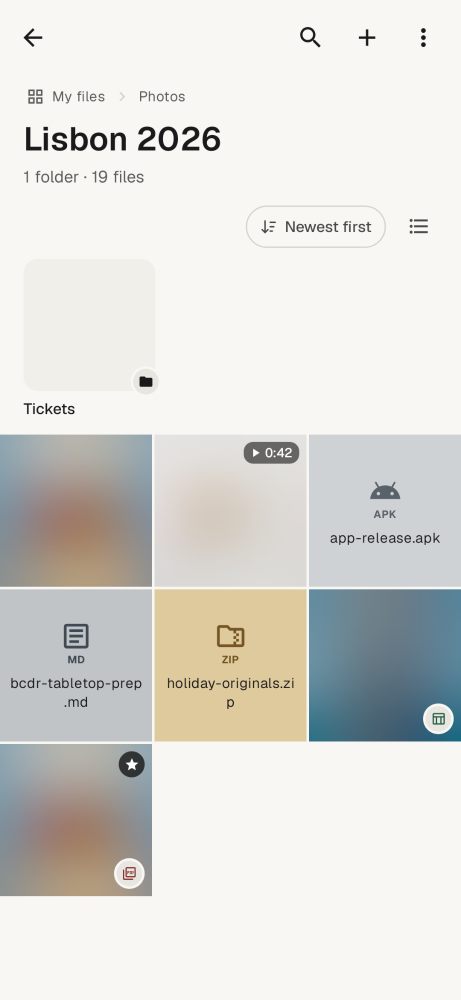 My files
Photos
Lisbon 2026
1 folder · 19 files
Newest first
Tickets
0:42
APK
app-release.apk
MD
bcdr-tabletop-prep
.md
ZIP
holiday-originals.zi
p
PDF